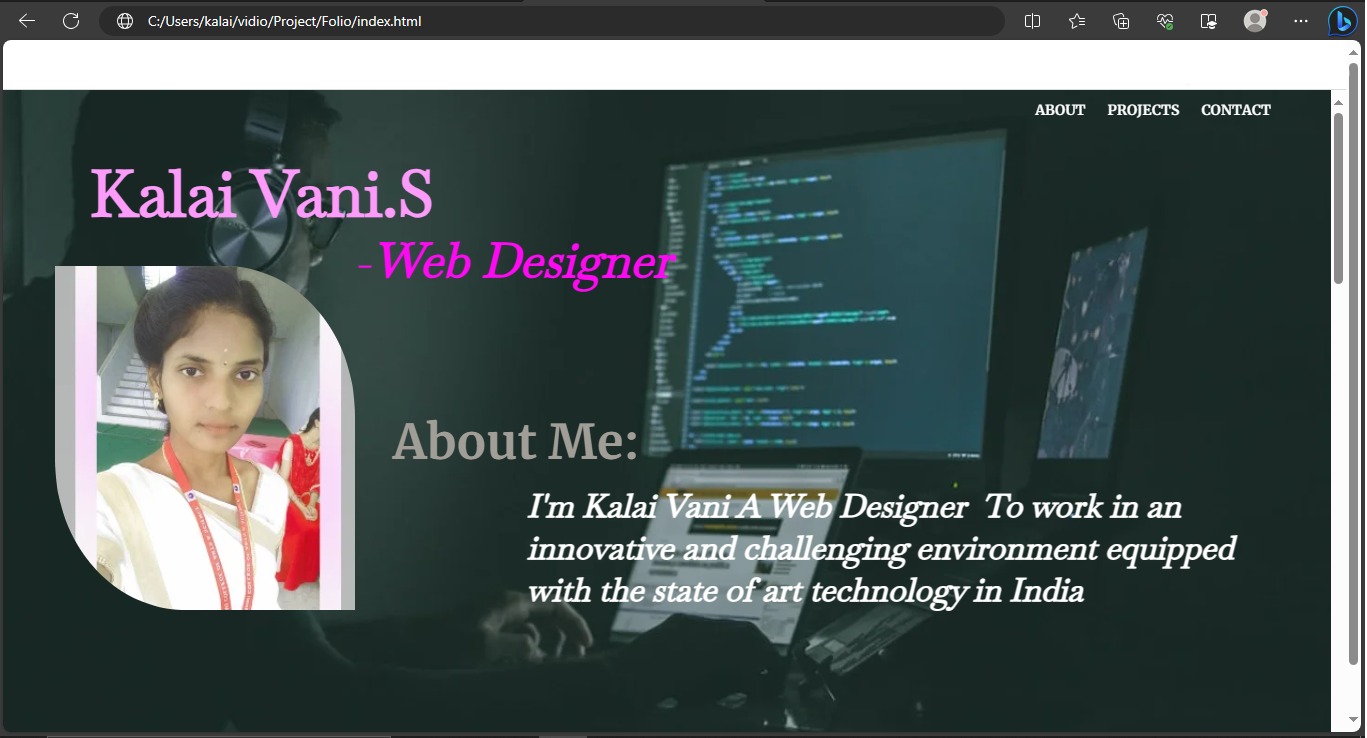 C:/Users/kalai/vidio/Project/Folio/index.html
ABOUT PROJECTS CONTACT
Kalai Vani.S
-Web Designer
About Me:
I'm Kalai Vani A Web Designer To work in an
innovative and challenging environment equipped
with the state of art technology in India